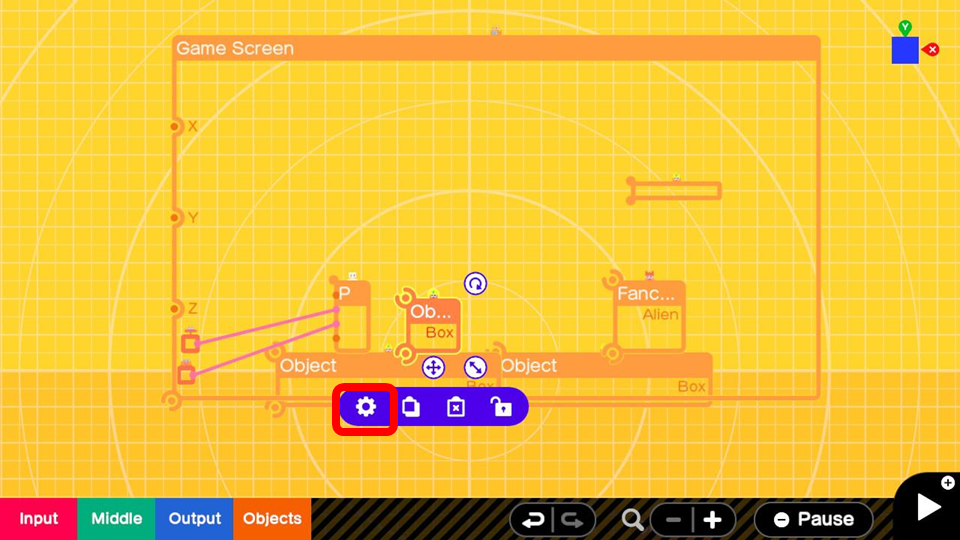 Game Screen
Y
X
X
Y
Z
P
Ob...
Box
Fanc...
Alien
Object
Box
Object
Box
Input
Middle
Output
Objects
Pause